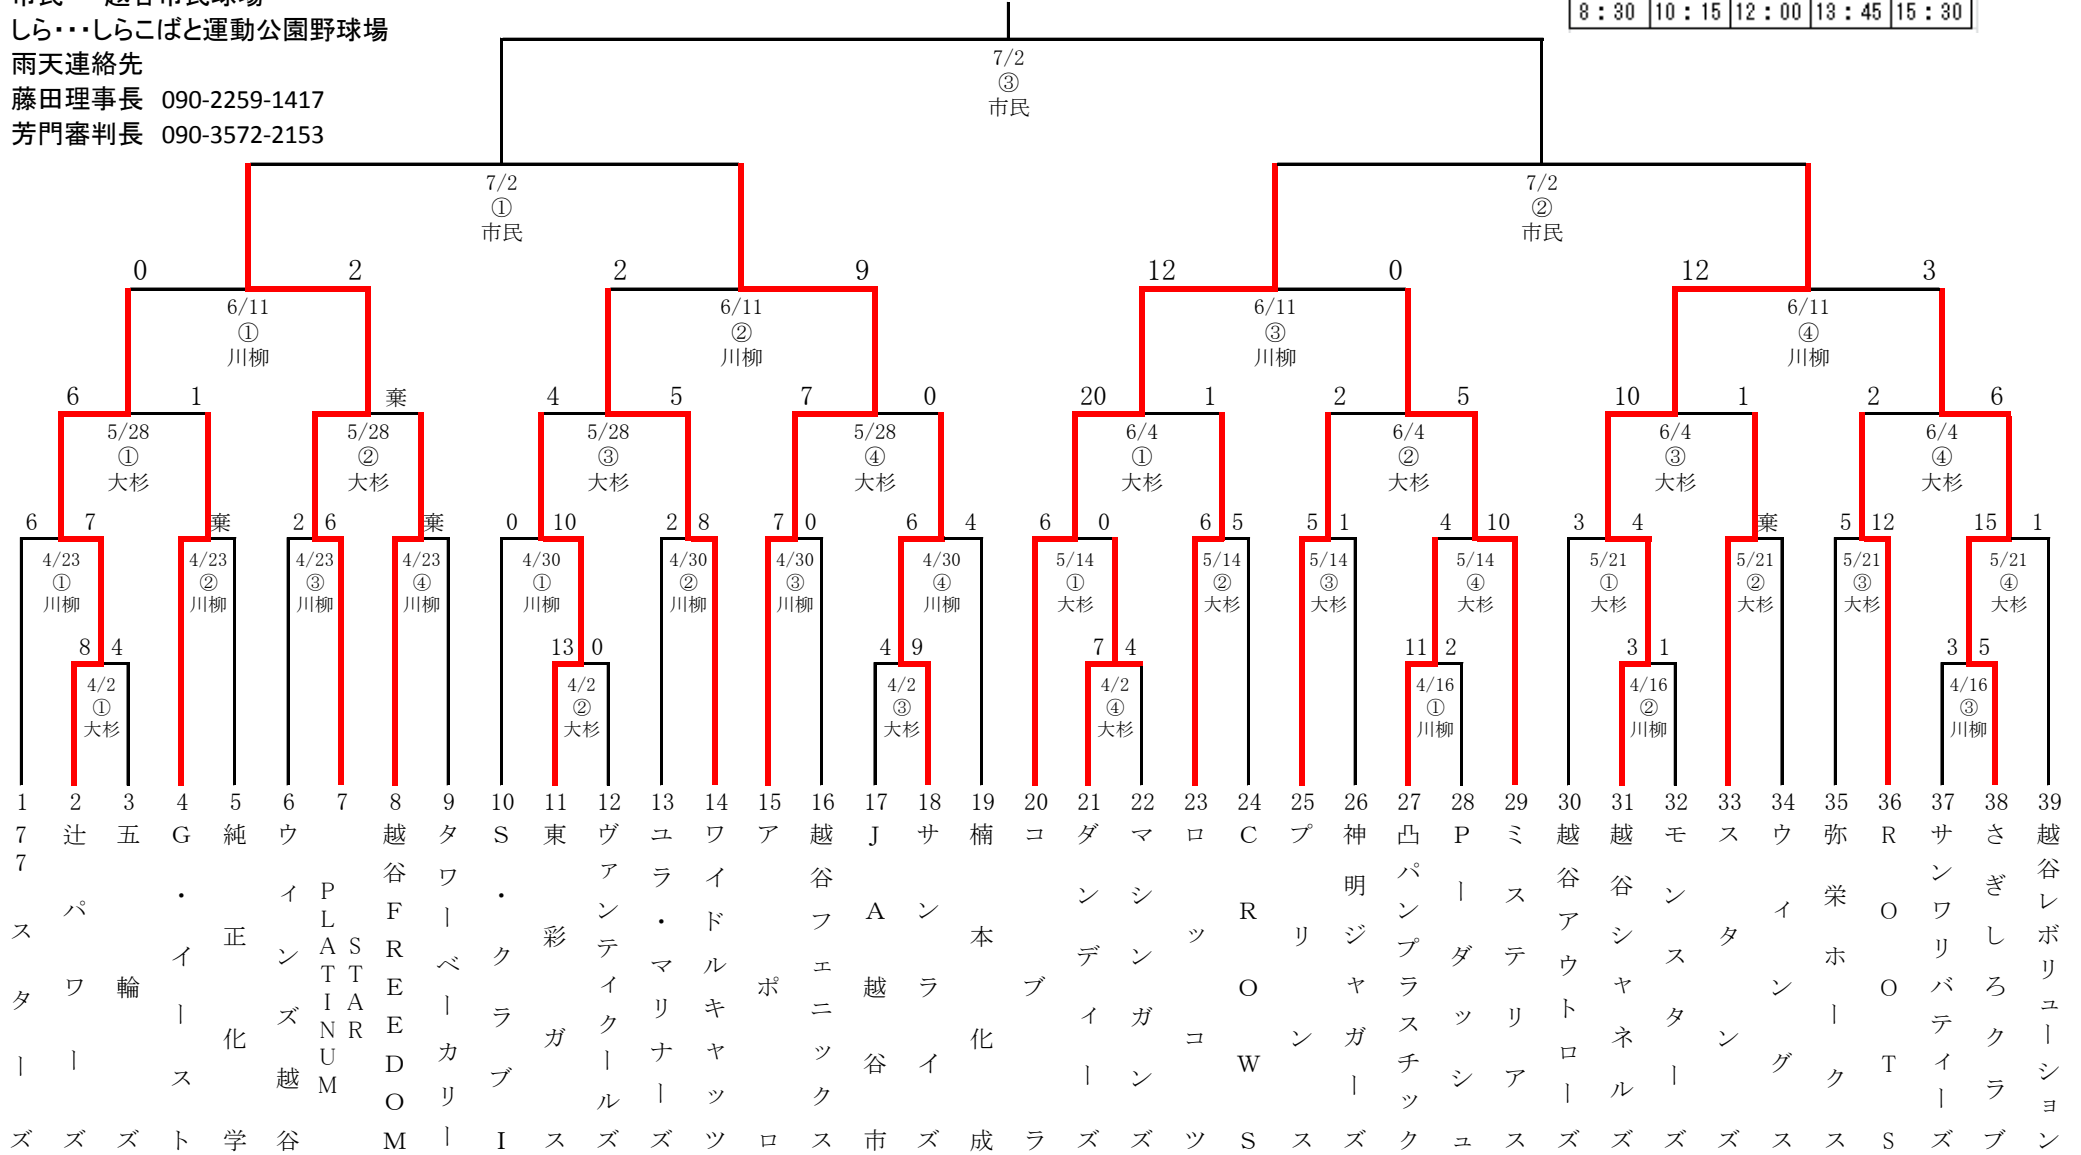 しら・・・しらこばと運動公園野球場
雨天連絡先
藤田理事長 090-2259-1417
芳門審判長 090-3572-2153
8：30 10：15 12：00 13：45 15：30
7/2
③
市民
7/2
①
市民
7/2
②
市民
0 2 2 9 12 0 12 3
6/11 6/11 6/11 6/11
① ② ③ ④
川柳 川柳 川柳 川柳
6 1 棄 4 5 7 0 20 1 2 5 10 1 2 6
5/28 5/28 5/28 5/28 6/4 6/4 6/4 6/4
① ② ③ ④ ① ② ③ ④
大杉 大杉 大杉 大杉 大杉 大杉 大杉 大杉
6 7 棄 2 6 棄 0 10 2 8 7 0 6 4 6 0 6 5 5 1 4 10 3 4 棄 5 12 15 1
4/23 4/23 4/23 4/23 4/30 4/30 4/30 4/30 5/14 5/14 5/14 5/14 5/21 5/21 5/21 5/21
① ② ③ ④ ① ② ③ ④ ① ② ③ ④ ① ② ③ ④
川柳 川柳 川柳 川柳 川柳 川柳 川柳 川柳 大杉 大杉 大杉 大杉 大杉 大杉 大杉 大杉
8 4 13 0 4 9 7 4 11 2 3 1 3 5
4/2 4/2 4/2 4/2 4/16 4/16 4/16
① ② ③ ④ ① ② ③
大杉 大杉 大杉 大杉 川柳 川柳 川柳
1 77スターズ
2 辻パワーズ
3 五輪ズ
4 G・イースト
5 純正化学
6 ウィンズ越谷
7 PLATINUM STAR
8 越谷FREEDOM
9 タワーベーカリー
10 S・クラブI
11 東彩ガス
12 ヴァンティクールズ
13 ユラ・マリナーズ
14 ワイドルキャッツ
15 アポロ
16 越谷フェニックス
17 JA越谷市
18 サンライズ
19 楠本化成
20 コブラ
21 ダンディーズ
22 マシンガンズ
23 ロッコツ
24 CROWS
25 プリンス
26 神明ジャガーズ
27 凸パンプラスチック
28 Pーダッシュ
29 ミステリアス
30 越谷アウトローズ
31 越谷シャネルズ
32 モンスターズ
33 スタンズ
34 ウィングス
35 弥栄ホークス
36 ROOTS
37 サンワリバティーズ
38 さぎしろクラブ
39 越谷レボリューション